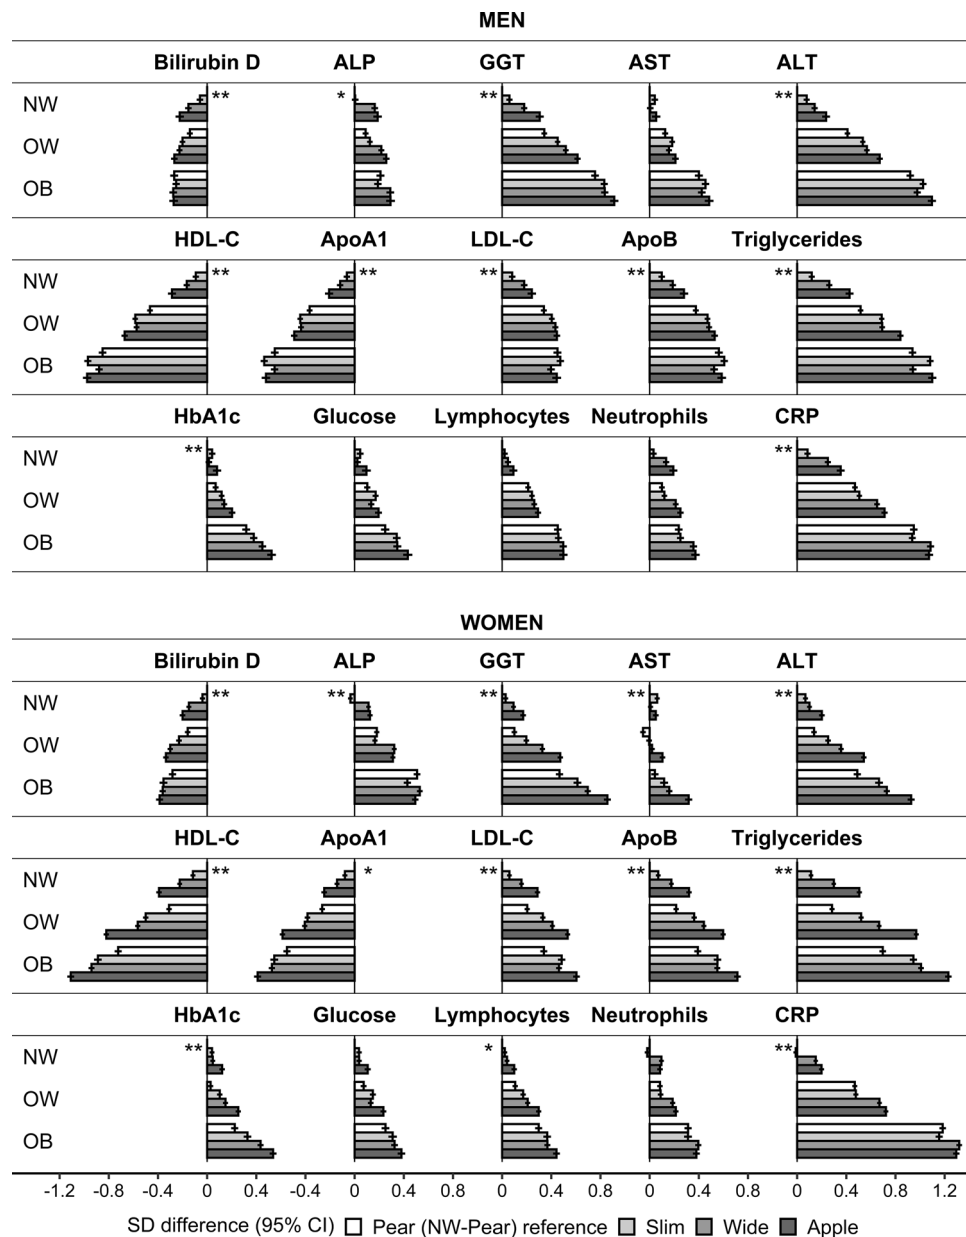 MEN
Bilirubin D ALP GGT AST ALT
NW ** * ** **
OW
OB
HDL-C ApoA1 LDL-C ApoB Triglycerides
NW ** ** ** ** **
OW
OB
HbA1c Glucose Lymphocytes Neutrophils CRP
NW ** **
OW
OB
WOMEN
Bilirubin D ALP GGT AST ALT
NW ** ** ** ** **
OW
OB
HDL-C ApoA1 LDL-C ApoB Triglycerides
NW ** * ** ** **
OW
OB
HbA1c Glucose Lymphocytes Neutrophils CRP
NW ** * **
OW
OB
-1.2 -0.8 -0.4 0 0.4 0 0.4 0.8 0 0.4 0.8 0 0.4 0.8 0 0.4 0.8 1.2
SD difference (95% CI) Pear (NW-Pear) reference Slim Wide Apple